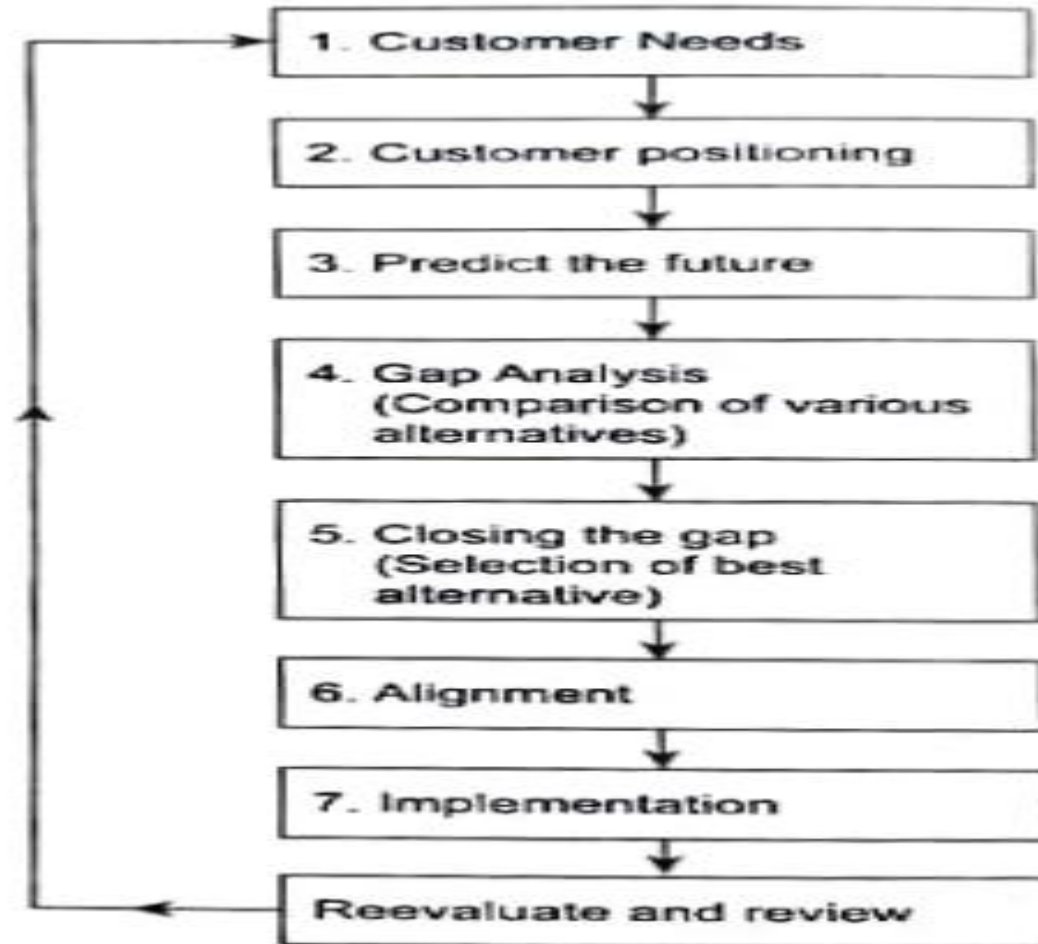 1. Customer Needs
2. Customer positioning
3. Predict the future
4. Gap Analysis
(Comparison of various
alternatives)
5. Closing the gap
(Selection of best
alternative)
6. Alignment
7. Implementation
Reevaluate and review